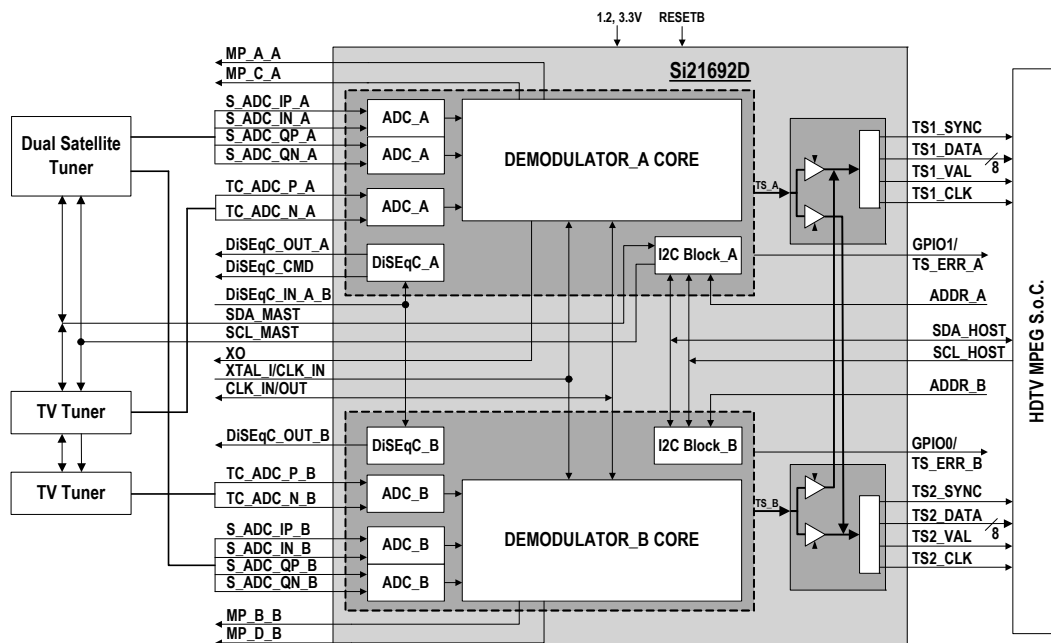 1.2, 3.3V RESETB
Si21692D
MP_A_A
MP_C_A
S_ADC_IP_A
S_ADC_IN_A
S_ADC_QP_A
S_ADC_QN_A
TC_ADC_P_A
TC_ADC_N_A
DiSEqC_OUT_A
DiSEqC_CMD
DiSEqC_IN_A_B
SDA_MAST
SCL_MAST
XO
XTAL_I/CLK_IN
CLK_IN/OUT
DiSEqC_OUT_B
TC_ADC_P_B
TC_ADC_N_B
S_ADC_IP_B
S_ADC_IN_B
S_ADC_QP_B
S_ADC_QN_B
MP_B_B
MP_D_B
Dual Satellite
Tuner
TV Tuner
TV Tuner
ADC_A
ADC_A
ADC_A
DiSEqC_A
DEMODULATOR_A CORE
I2C Block_A
TS_A
DiSEqC_B
I2C Block_B
ADC_B
ADC_B
ADC_B
DEMODULATOR_B CORE
TS_B
TS1_SYNC
TS1_DATA
8
TS1_VAL
TS1_CLK
GPIO1/
TS_ERR_A
ADDR_A
SDA_HOST
SCL_HOST
ADDR_B
GPIO0/
TS_ERR_B
TS2_SYNC
TS2_DATA
8
TS2_VAL
TS2_CLK
HDTV MPEG S.o.C.